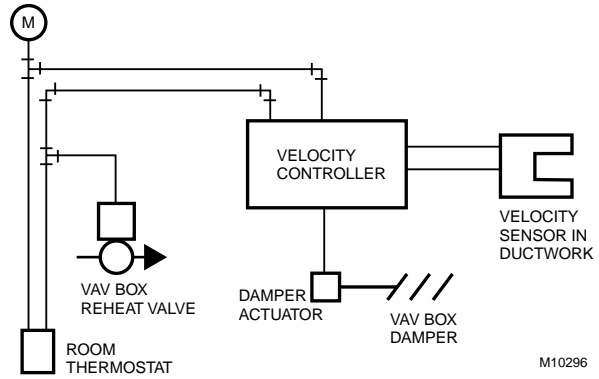 M
VELOCITY
CONTROLLER
VELOCITY
SENSOR IN
DUCTWORK
VAV BOX
REHEAT VALVE
DAMPER
ACTUATOR
VAV BOX
DAMPER
ROOM
THERMOSTAT
M10296